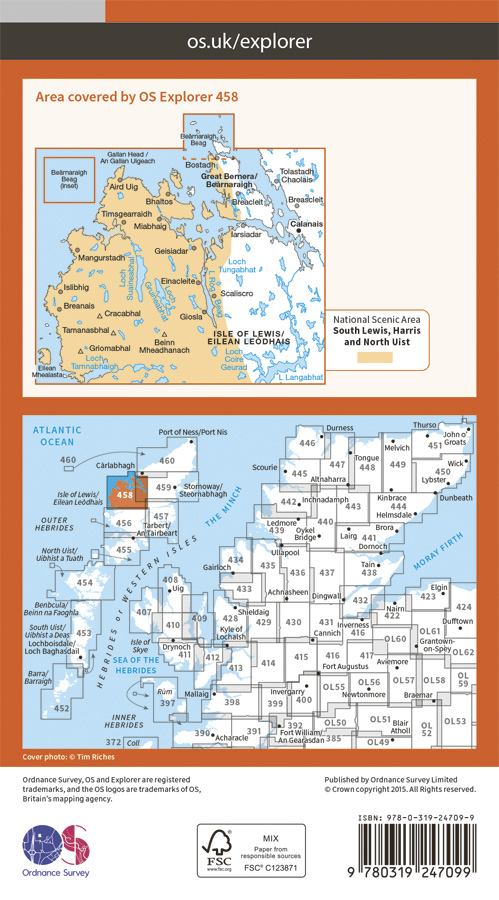 os.uk/explorer
Area covered by OS Explorer 458
Beàrnaraigh
Beag
Gallan Head /
An Gallan Uigeach
Bostadh
Tolastadh
Chaolais
Beàrnaraigh
Beag
(Inset)
Great Bernera/
Beàrnaraigh
Aird Uig
Bhaltos
Breacleit
Breascleit
Timsgearraidh
Miabhaig
Calanais
Iarsiadar
Mangurstadh
Geisiadar
Loch
Suaineabhal
Loch
Tungabhat
Loch
Gruineabhat
L Ròg
Beag
Islibhig
Einacleite
Scaliscro
Breanais
Cracabhal
Giosla
Tamanasbhal
ISLE OF LEWIS/
EILEAN LEÒDHAIS
Griomabhal
Beinn
Mheadhanach
Loch
Tamnabhaigh
Loch
Coire
Geurad
Eilean
Mhealasta
L Langabhat
National Scenic Area
South Lewis, Harris
and North Uist
ATLANTIC
OCEAN
Port of Ness/Port Nis
Durness
Thurso
John o'
Groats
446
451
Melvich
460
460
Càrlabhagh
Scourie
Tongue
447
448
449
Wick
445
450
Altnaharra
Lybster
459
Stornoway/
Steornabhagh
458
Isle of Lewis/
Eilean Leòdhais
THE MINCH
442
Inchnadamph
Kinbrace
Dunbeath
443
444
Helmsdale
456
457
OUTER
HEBRIDES
Tarbert/
An Tairbeart
Ledmore
439
Oykel
Bridge
440
Lairg
441
Brora
455
Ullapool
Dornoch
North Uist/
Uibhist a Tuath
HEBRIDES or WESTERN ISLES
Gairloch
434
435
436
437
Tain
438
MORAY FIRTH
454
408
Uig
433
Achnasheen
Dingwall
432
Elgin
423
424
Benbcula/
Beinn na Faoghla
407
409
Shieldaig
Nairn
422
428
429
430
431
Inverness
Dufftown
South Uist/
Uibhist a Deas
Lochboisdale/
Loch Baghasdail
453
410
Kyle of
Lochalsh
Cannich
416
OL60
OL61
Grantown-
on-Spey
OL62
Isle of
Skye
Drynoch
411
412
413
414
415
416
417
Aviemore
SEA OF THE
HEBRIDES
Fort Augustus
Barra/
Barraigh
Rùm
397
Mallaig
398
399
Invergarry
400
OL55
OL56
Newtonmore
OL57
Braemar
OL58
OL
59
452
INNER
HEBRIDES
391
392
OL50
OL51
Blair
Atholl
OL
52
OL53
372
Coll
390
Acharacle
Fort William/
An Gearasdan
385
OL49
Cover photo: © Tim Riches
Ordnance Survey, OS and Explorer are registered
trademarks, and the OS logos are trademarks of OS,
Britain's mapping agency.
Published by Ordnance Survey Limited
© Crown copyright 2015. All Rights reserved.
OS
Ordnance Survey
FSC
www.fsc.org
MIX
Paper from
responsible sources
FSC® C123871
ISBN: 978-0-319-24709-9
9 780319 247099